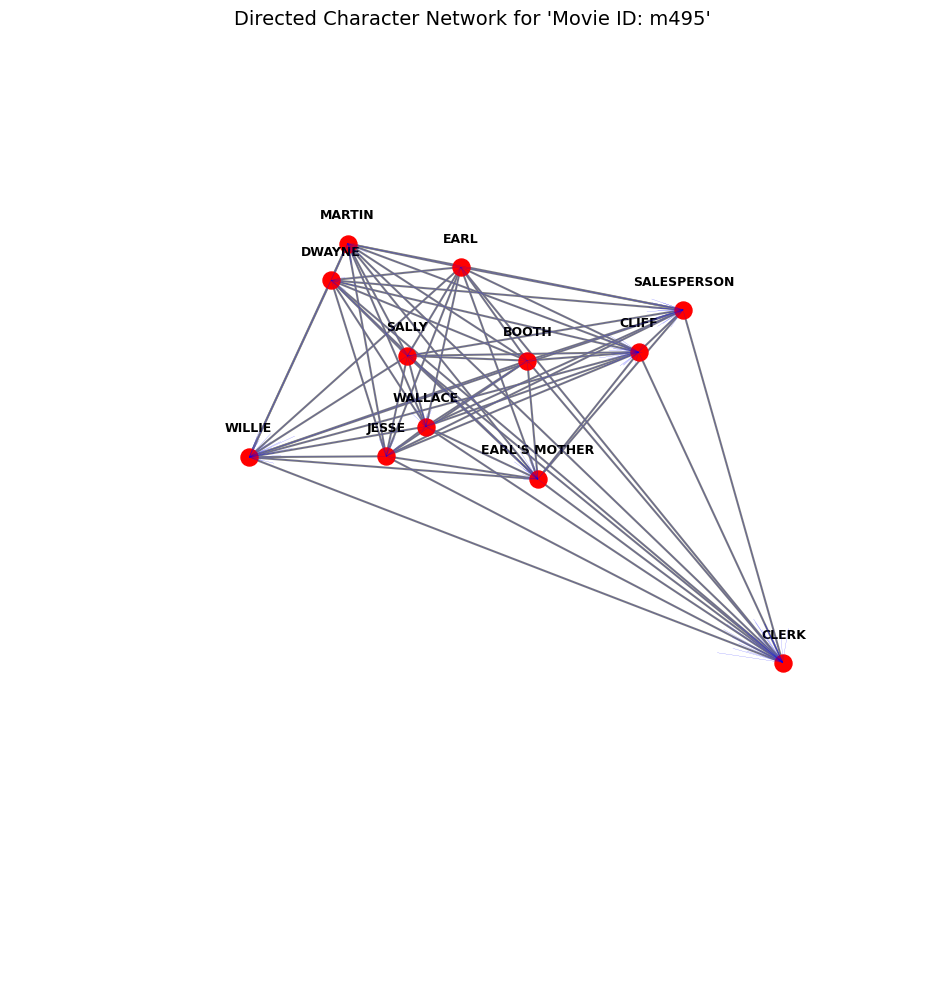 Directed Character Network for 'Movie ID: m495'
MARTIN
EARL
DWAYNE
SALESPERSON
CLIFF
SALLY
BOOTH
WALLACE
WILLIE
JESSE
EARL'S MOTHER
CLERK